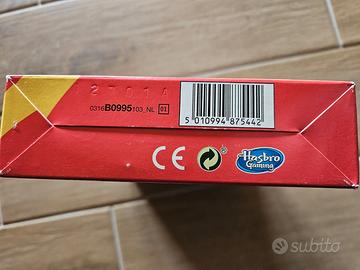 27014
0316B0995103_NL 01
5 010994 875442
CE
Hasbro
Gaming
subito